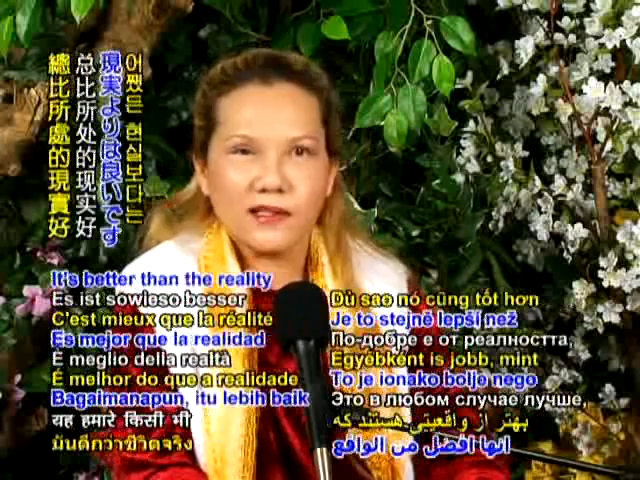 어쨌은 현실보다는
現実よりは良いです
总比所处的现实好
總比所處的現實好
It's better than the reality
Es ist sowieso besser
C'est mieux que la réalité
Es mejor que la realidad
È meglio della realtà
É melhor do que a realidade
Bagaimanapun, itu lebih baik
यह हमारे किसी भी
มันดีกว่าชีวิตจริง
Dù sao nó cũng tốt hơn
Je to stejně lepší než
По-добре е от реалността,
Egyébként is jobb, mint
To je ionako bolje nego
Это в любом случае лучше,
بهتر از واقعیتی هستند که
انها افضل من الواقع